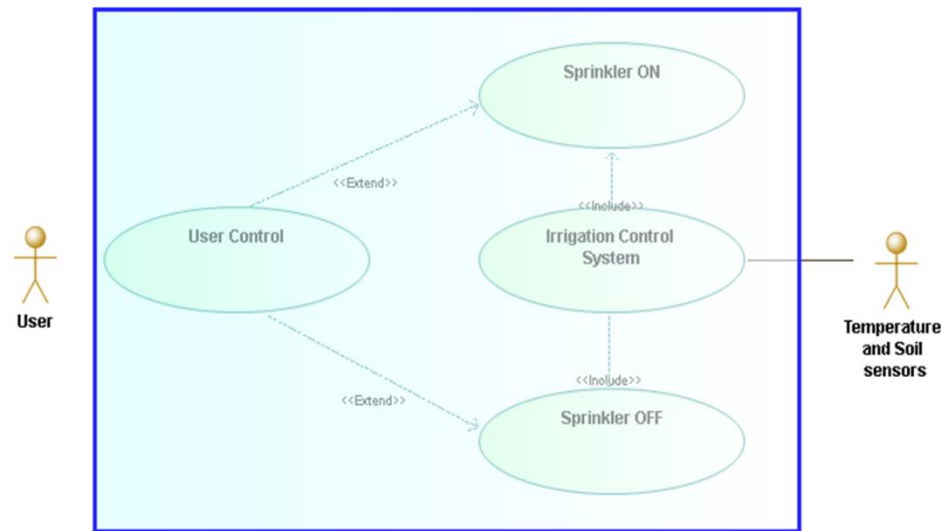 Sprinkler ON
<<Extend>>
<<Include>>
User Control
Irrigation Control
System
User
Temperature
and Soil
sensors
<<Include>>
<<Extend>>
Sprinkler OFF